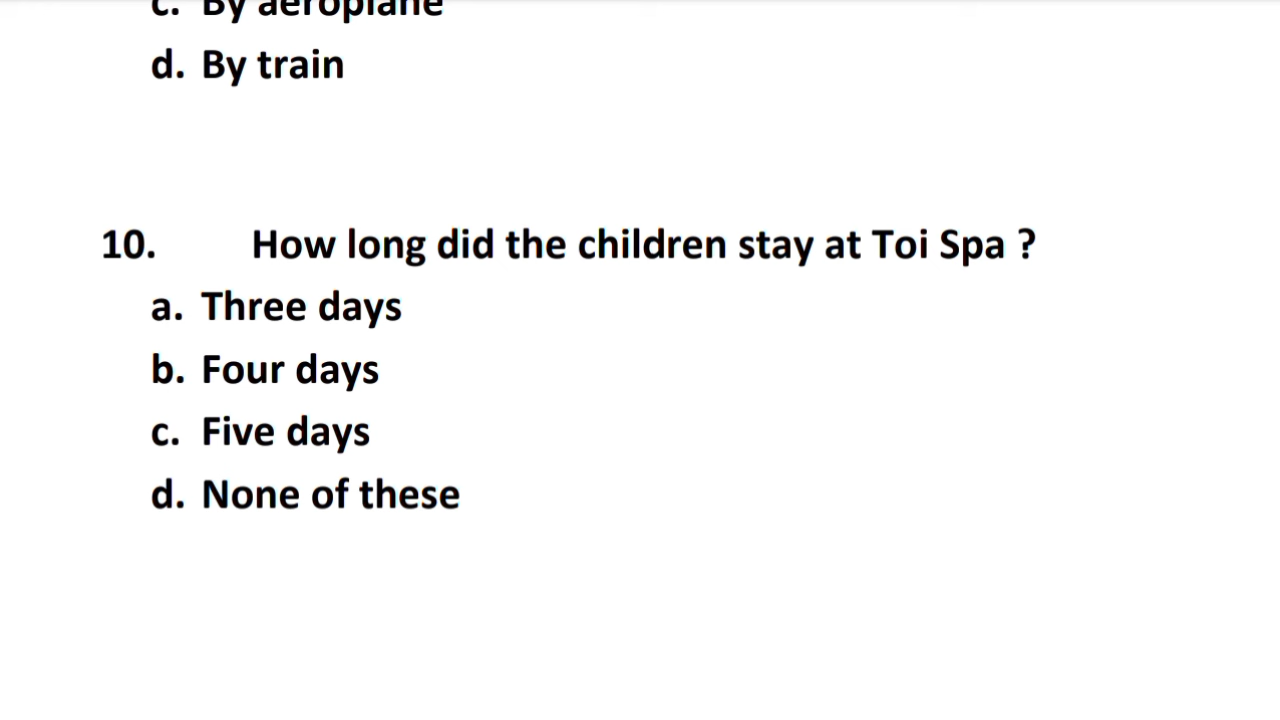 c. By aeroplane
d. By train
10. How long did the children stay at Toi Spa ?
a. Three days
b. Four days
c. Five days
d. None of these